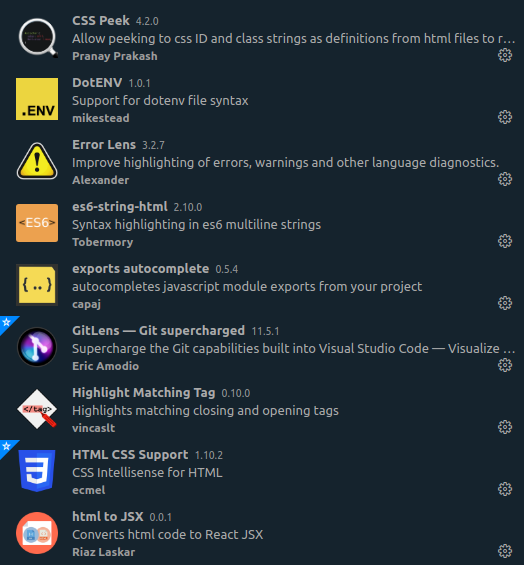 CSS Peek 4.2.0
Allow peeking to css ID and class strings as definitions from html files to r…
Pranay Prakash
.ENV
DotENV 1.0.1
Support for dotenv file syntax
mikestead
Error Lens 3.2.7
Improve highlighting of errors, warnings and other language diagnostics.
Alexander
<ES6>
es6-string-html 2.10.0
Syntax highlighting in es6 multiline strings
Tobermory
{..}
exports autocomplete 0.5.4
autocompletes javascript module exports from your project
capaj
GitLens — Git supercharged 11.5.1
Supercharge the Git capabilities built into Visual Studio Code — Visualize …
Eric Amodio
</tag>
Highlight Matching Tag 0.10.0
Highlights matching closing and opening tags
vincaslt
HTML CSS Support 1.10.2
CSS Intellisense for HTML
ecmel
html to JSX 0.0.1
Converts html code to React JSX
Riaz Laskar